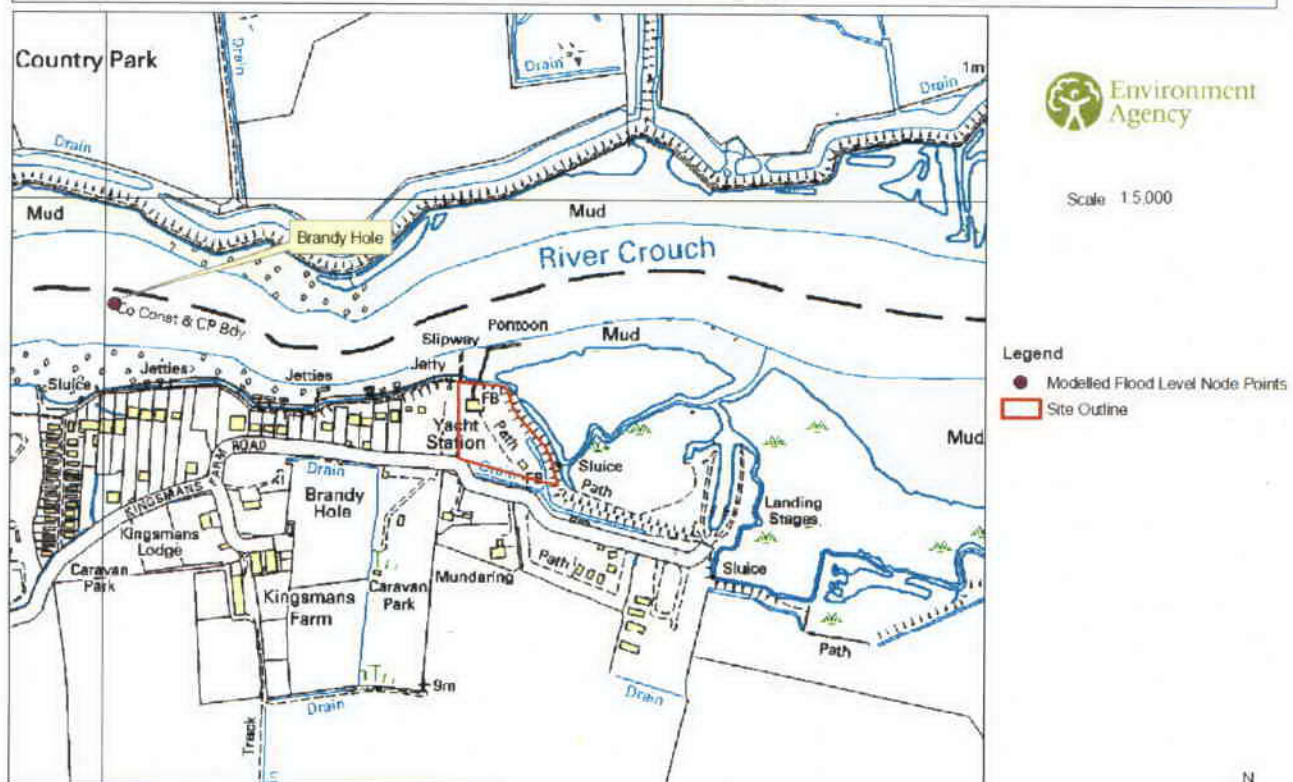 Country Park
Drain
Drain
Drain
Drain
1m
Drain
Environment
Agency
Scale 1:5,000
Mud
Mud
Brandy Hole
River Crouch
Co Const & CP Bdy
Pontoon
Slipway
Mud
Jetty
Jetties
Jetties
Sluice
Legend
Modelled Flood Level Node Points
Site Outline
FB
Yacht
Station
Path
Mud
ROAD
KINGSMANS FARM
Drain
Drain
FB
Sluice
Path
Brandy
Hole
Landing
Stages
Kingsmans
Lodge
Caravan
Park
Path
Sluice
Mundaring
Caravan
Park
Kingsmans
Farm
Path
9m
Drain
Drain
Track
N